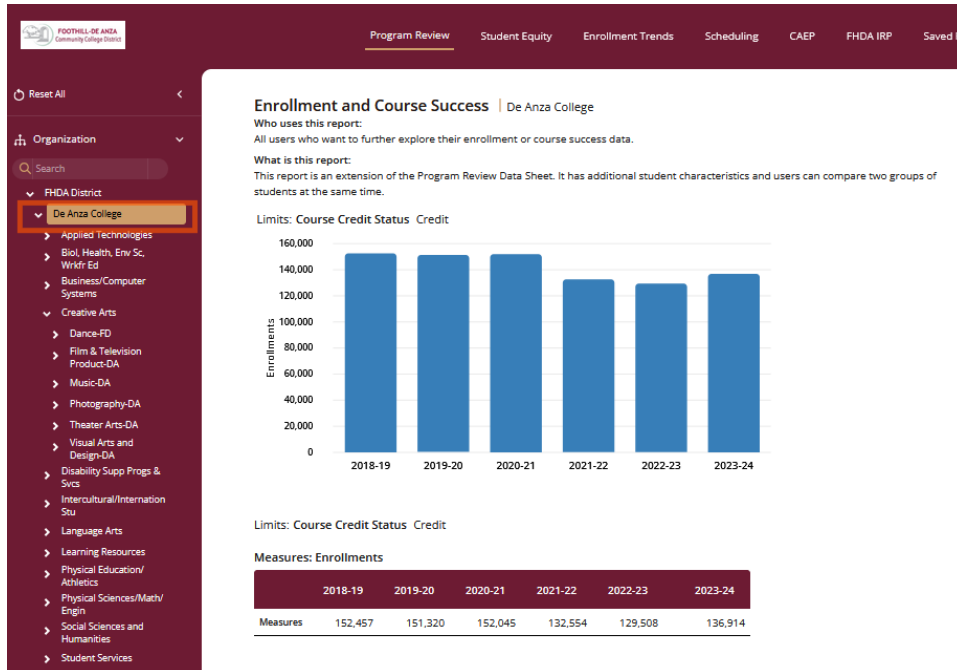 FOOTHILL-DE ANZA
Community College District
Program Review
Student Equity
Enrollment Trends
Scheduling
CAEP
FHDA IRP
Saved
Reset All
Organization
Search
FHDA District
De Anza College
Applied Technologies
Biol, Health, Env Sc,
Wrkfr Ed
Business/Computer
Systems
Creative Arts
Dance-FD
Film & Television
Product-DA
Music-DA
Photography-DA
Theater Arts-DA
Visual Arts and
Design-DA
Disability Supp Progs &
Svcs
Intercultural/Internation
Stu
Language Arts
Learning Resources
Physical Education/
Athletics
Physical Sciences/Math/
Engin
Social Sciences and
Humanities
Student Services
Enrollment and Course Success | De Anza College
Who uses this report:
All users who want to further explore their enrollment or course success data.
What is this report:
This report is an extension of the Program Review Data Sheet. It has additional student characteristics and users can compare two groups of
students at the same time.
Limits: Course Credit Status Credit
160,000
140,000
120,000
100,000
80,000
60,000
40,000
20,000
0
Enrollments
2018-19 2019-20 2020-21 2021-22 2022-23 2023-24
Limits: Course Credit Status Credit
Measures: Enrollments
2018-19 2019-20 2020-21 2021-22 2022-23 2023-24
Measures 152,457 151,320 152,045 132,554 129,508 136,914